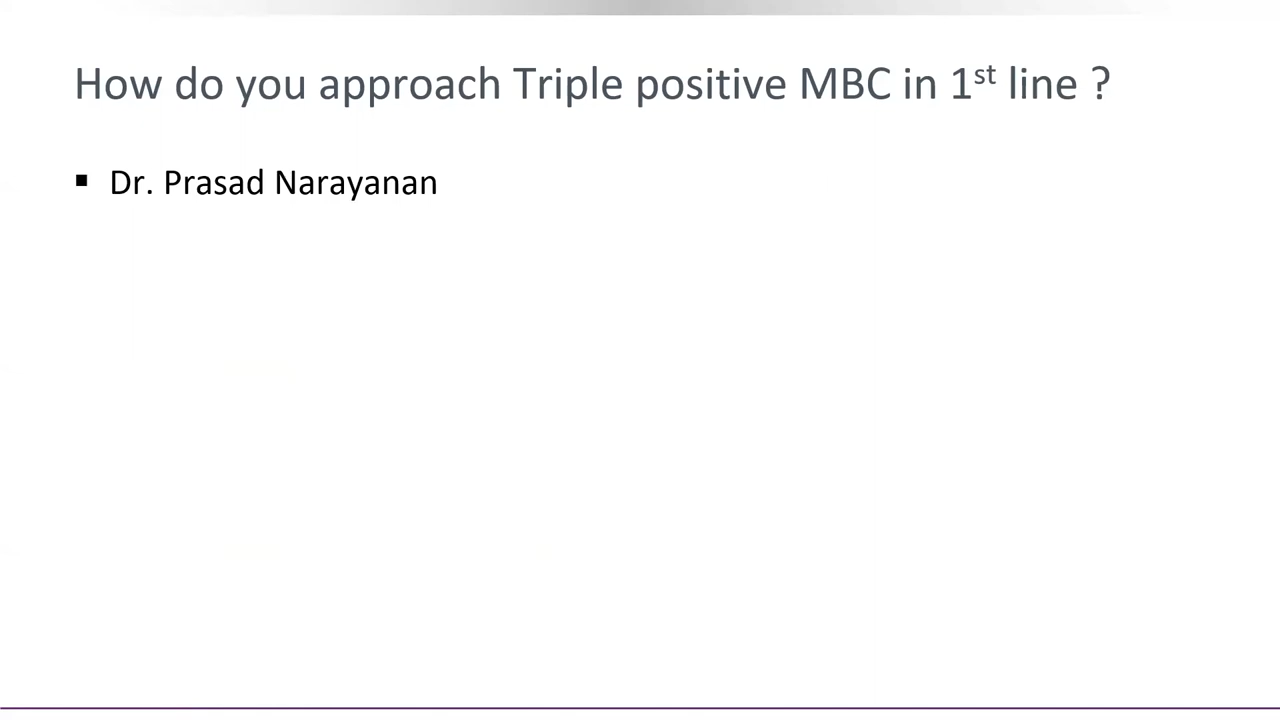 How do you approach Triple positive MBC in 1st line ?
▪ Dr. Prasad Narayanan